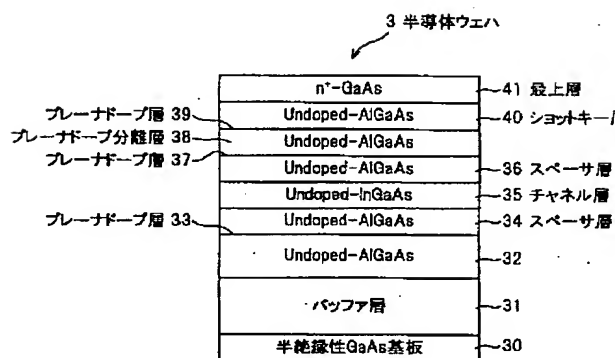 3 半導体ウエハ
n⁺-GaAs 41 最上層
プレーナドープ層 39
Undoped-AlGaAs 40 ショットキー
プレーナドープ分離層 38 Undoped-AlGaAs
プレーナドープ層 37
Undoped-AlGaAs 36 スペーサ層
Undoped-InGaAs 35 チャネル層
プレーナドープ層 33 Undoped-AlGaAs 34 スペーサ層
Undoped-AlGaAs 32
バッファ層 31
半絶縁性GaAs基板 30